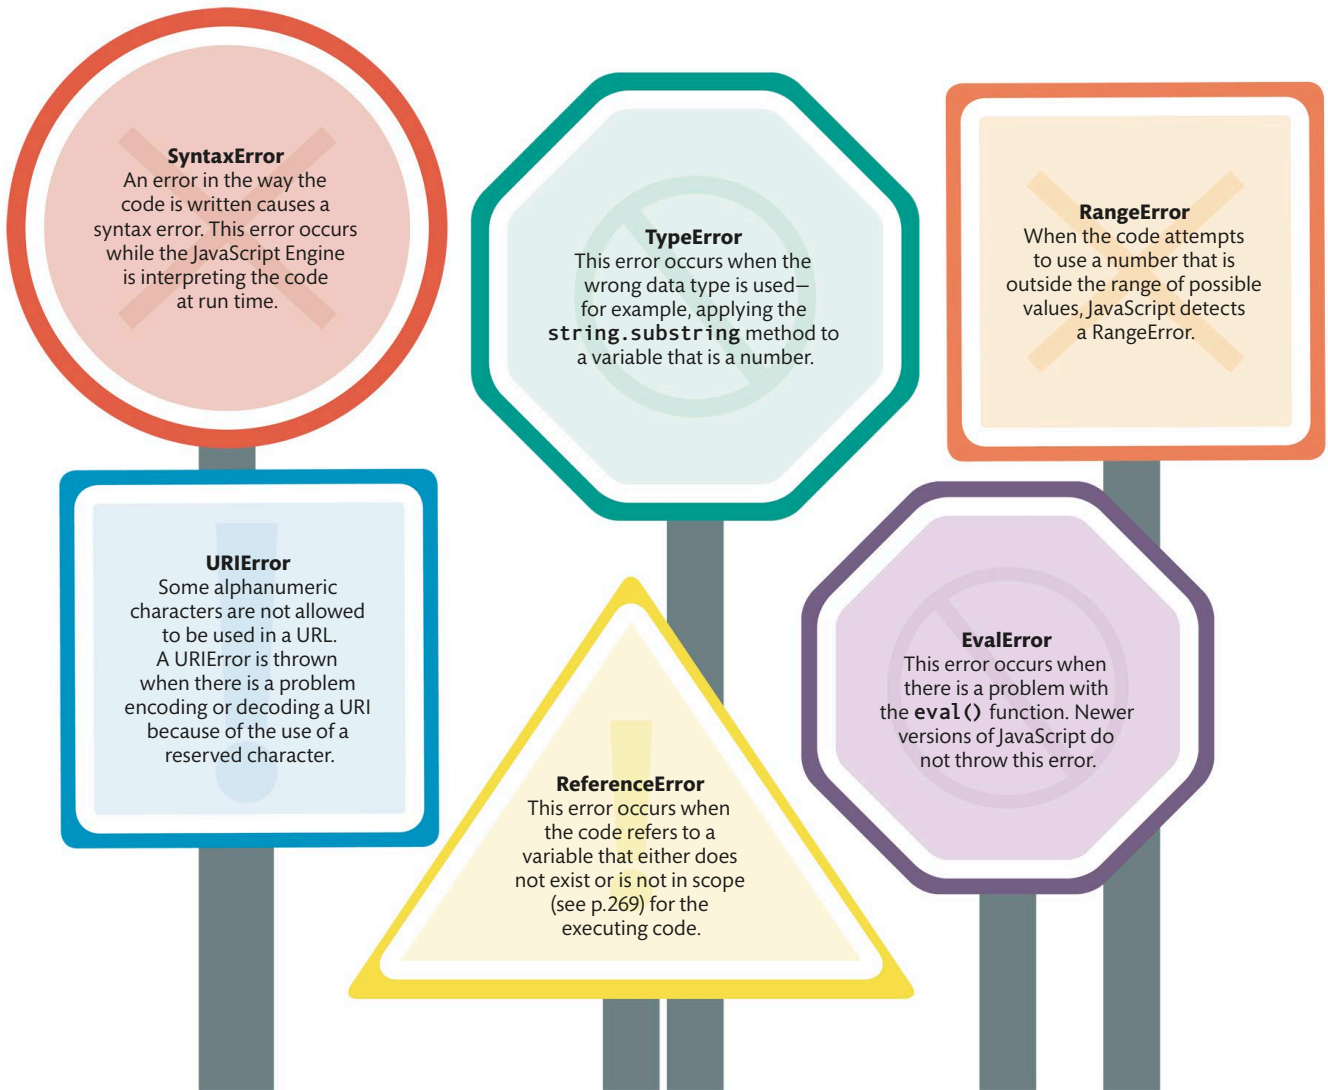 SyntaxError
An error in the way the
code is written causes a
syntax error. This error occurs
while the JavaScript Engine
is interpreting the code
at run time.
TypeError
This error occurs when the
wrong data type is used—
for example, applying the
string.substring method to
a variable that is a number.
RangeError
When the code attempts
to use a number that is
outside the range of possible
values, JavaScript detects
a RangeError.
URIError
Some alphanumeric
characters are not allowed
to be used in a URL.
A URIError is thrown
when there is a problem
encoding or decoding a URI
because of the use of a
reserved character.
ReferenceError
This error occurs when
the code refers to a
variable that either does
not exist or is not in scope
(see p.269) for the
executing code.
EvalError
This error occurs when
there is a problem with
the eval() function. Newer
versions of JavaScript do
not throw this error.